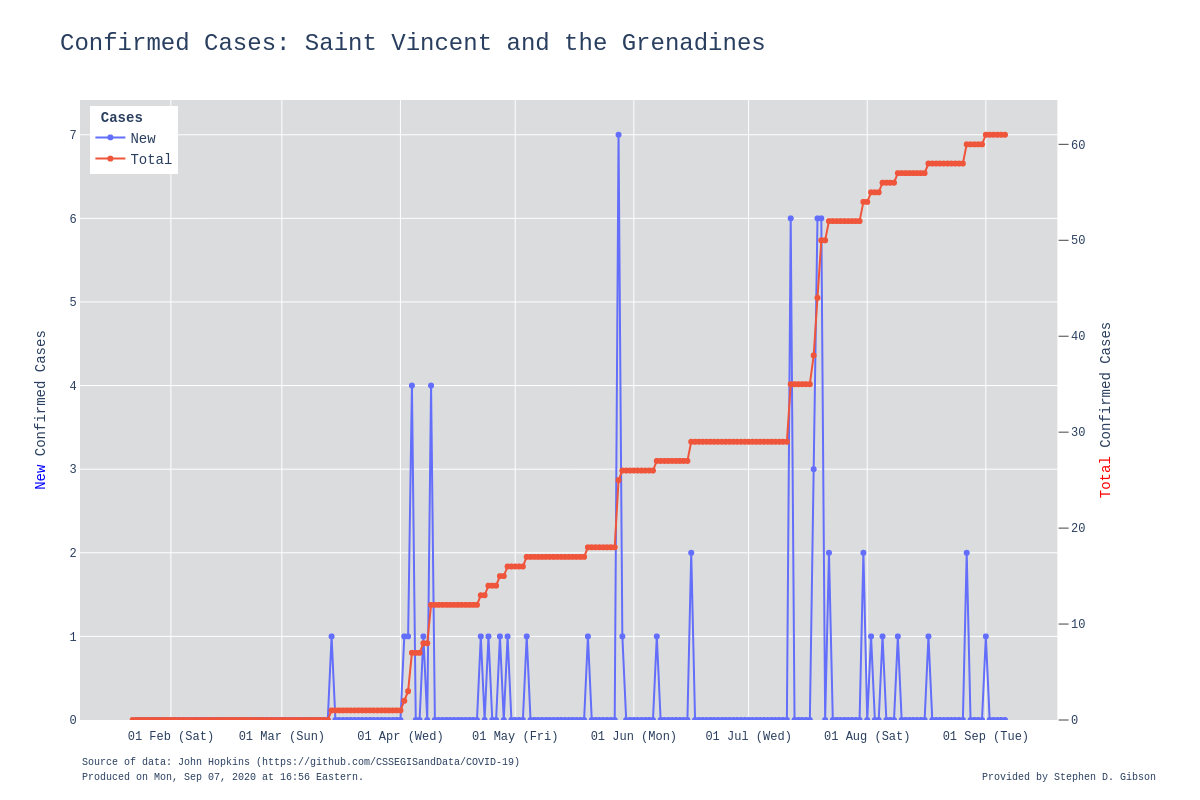 Confirmed Cases: Saint Vincent and the Grenadines
Cases
New
Total
7
6
5
4
3
2
1
0
New Confirmed Cases
60
50
40
30
20
10
0
Total Confirmed Cases
01 Feb (Sat) 01 Mar (Sun) 01 Apr (Wed) 01 May (Fri) 01 Jun (Mon) 01 Jul (Wed) 01 Aug (Sat) 01 Sep (Tue)
Source of data: John Hopkins (https://github.com/CSSEGISandData/COVID-19)
Produced on Mon, Sep 07, 2020 at 16:56 Eastern.
Provided by Stephen D. Gibson